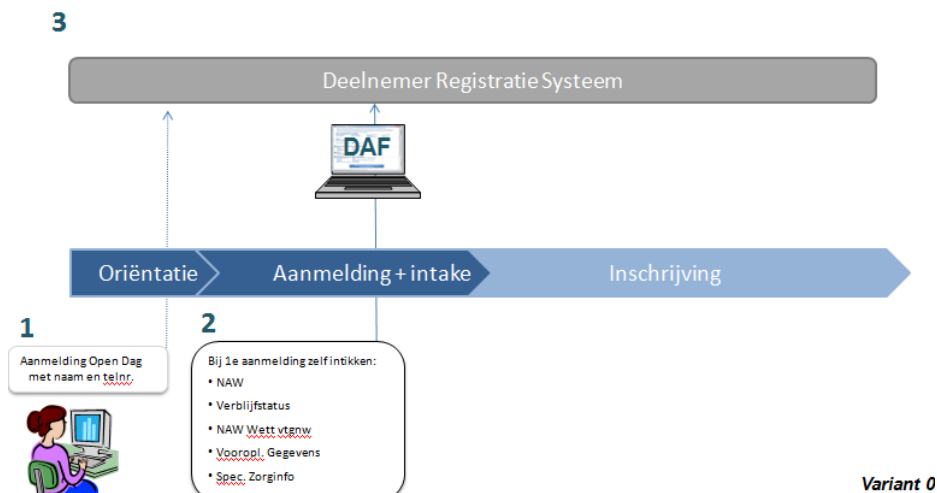 3
Deelnemer Registratie Systeem
DAF
Oriëntatie
Aanmelding + intake
Inschrijving
1
Aanmelding Open Dag
met naam en telnr.
2
Bij 1e aanmelding zelf intikken:
• NAW
• Verblijfstatus
• NAW Wett vtgnw
• Vooropl. Gegevens
• Spec. Zorginfo
Variant 0